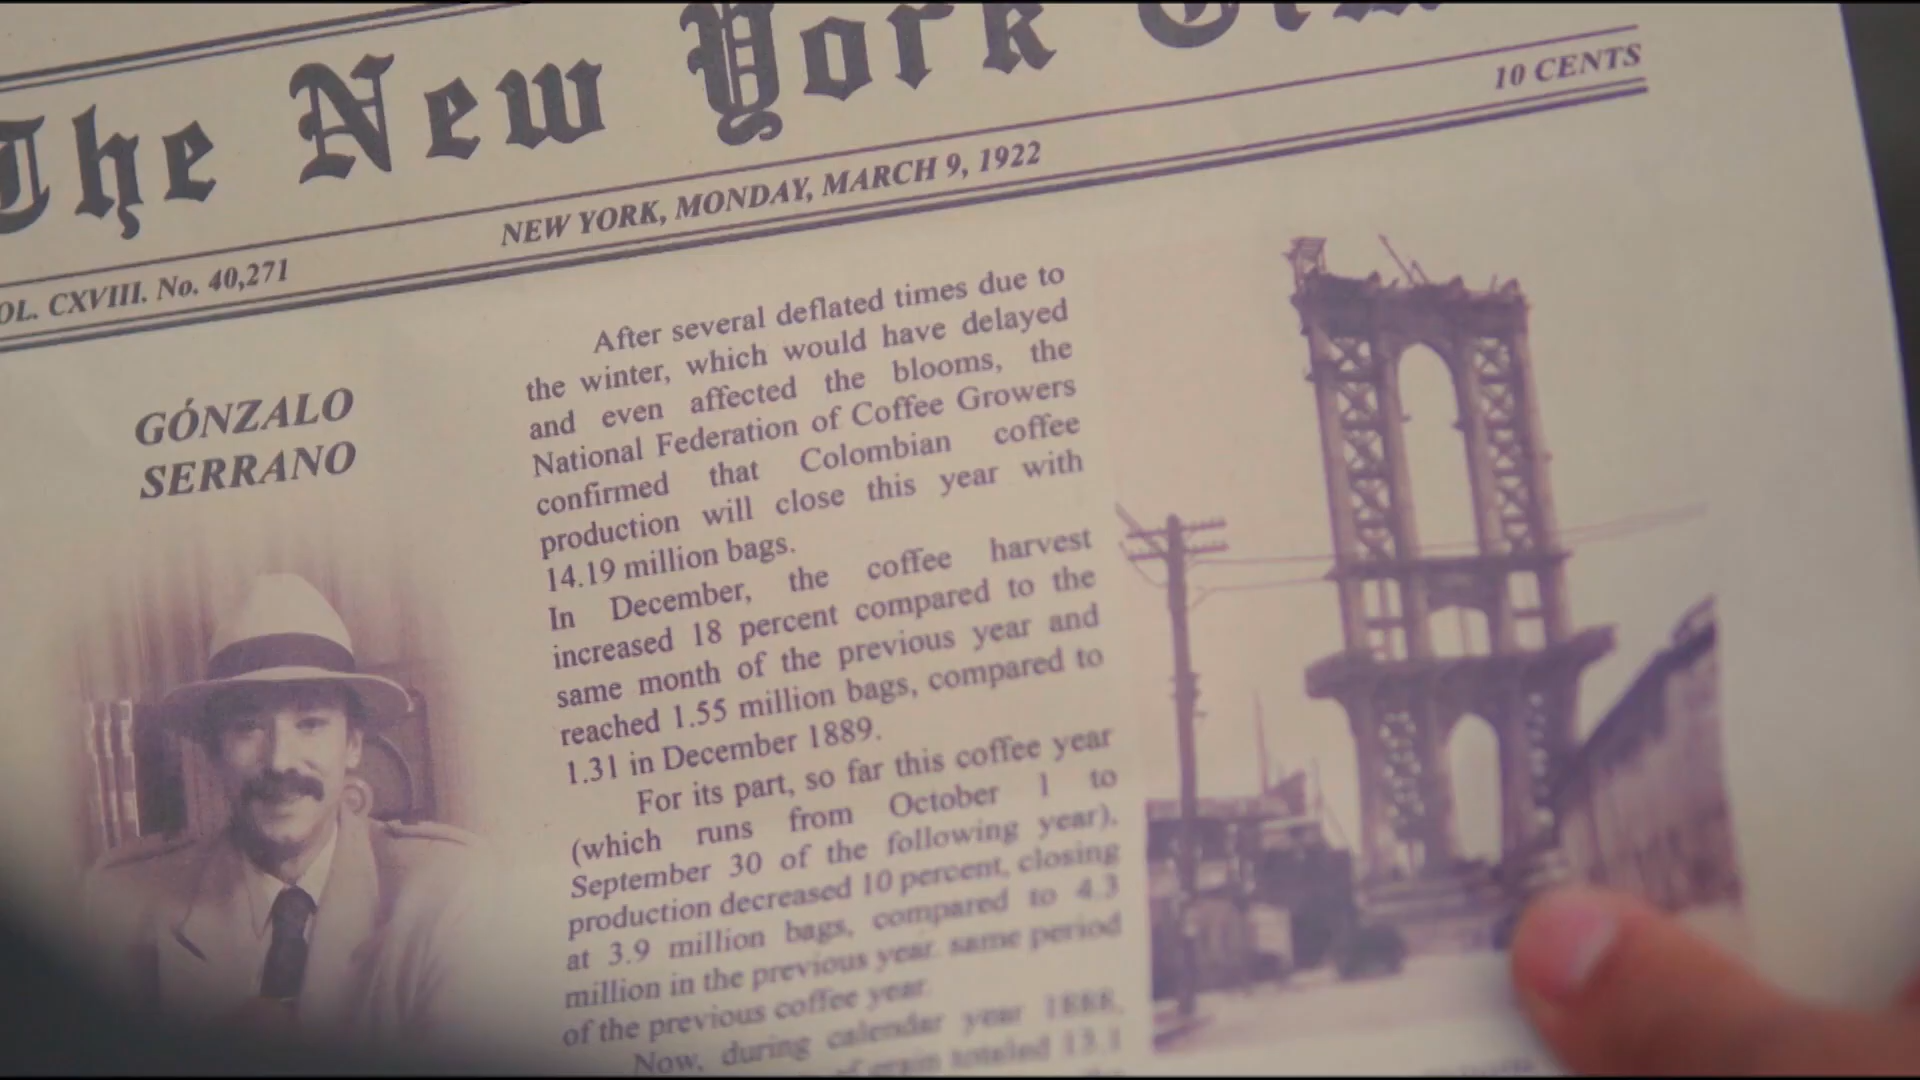 The New York
10 CENTS
NEW YORK, MONDAY, MARCH 9, 1922
OL. CXVIII. No. 40,271
GÓNZALO
SERRANO
After several deflated times due to
the winter, which would have delayed
and even affected the blooms, the
National Federation of Coffee Growers
confirmed that Colombian coffee
production will close this year with
14.19 million bags.
In December, the coffee harvest
increased 18 percent compared to the
same month of the previous year and
reached 1.55 million bags, compared to
1.31 in December 1889.
For its part, so far this coffee year
(which runs from October 1 to
September 30 of the following year),
production decreased 10 percent, closing
at 3.9 million bags, compared to 4.3
million in the previous year. same period
of the previous coffee year.
Now, during calendar year 1888,
of grain totaled 13.1